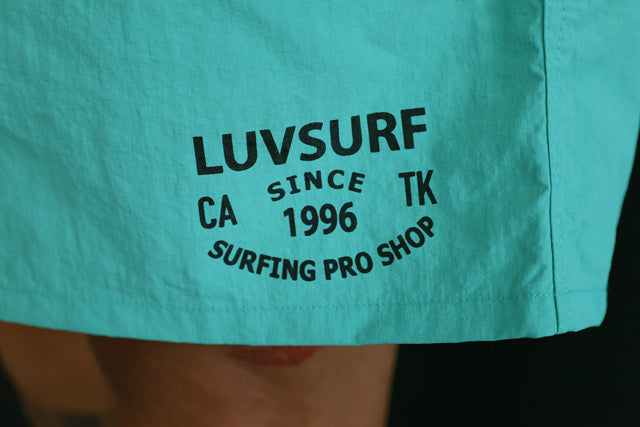 LUVSURF
SINCE
CA 1996 TK
SURFING PRO SHOP